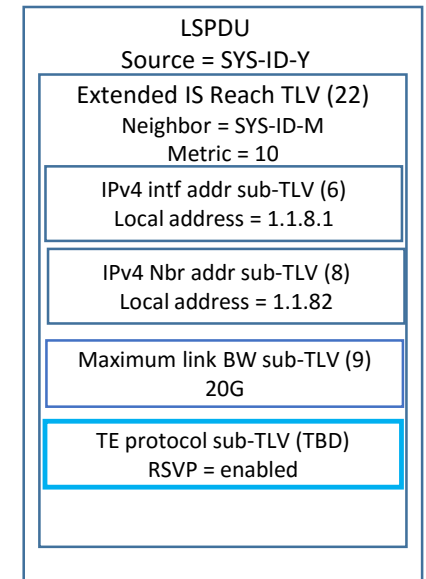 LSPDU
Source = SYS-ID-Y
Extended IS Reach TLV (22)
Neighbor = SYS-ID-M
Metric = 10
IPv4 intf addr sub-TLV (6)
Local address = 1.1.8.1
IPv4 Nbr addr sub-TLV (8)
Local address = 1.1.82
Maximum link BW sub-TLV (9)
20G
TE protocol sub-TLV (TBD)
RSVP = enabled